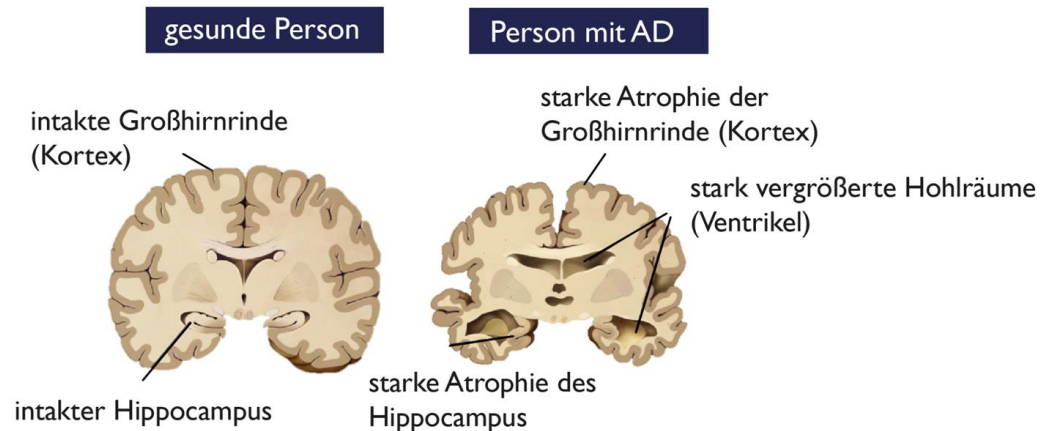 gesunde Person
Person mit AD
intakte Großhirnrinde
(Kortex)
starke Atrophie der
Großhirnrinde (Kortex)
stark vergrößerte Hohlräume
(Ventrikel)
intakter Hippocampus
starke Atrophie des
Hippocampus